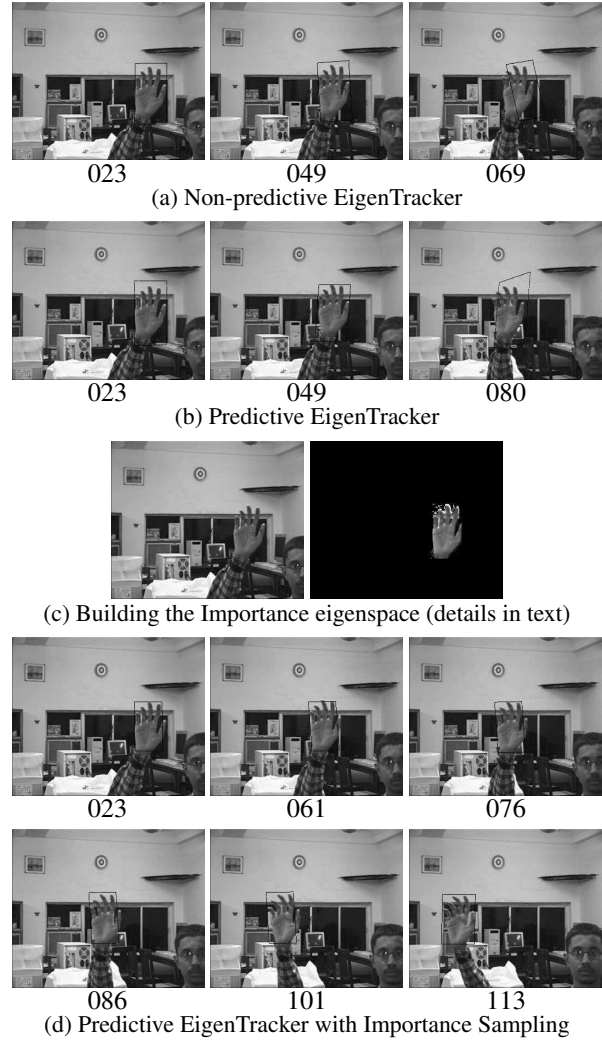 023 049 069
(a) Non-predictive EigenTracker
023 049 080
(b) Predictive EigenTracker
(c) Building the Importance eigenspace (details in text)
023 061 076
086 101 113
(d) Predictive EigenTracker with Importance Sampling